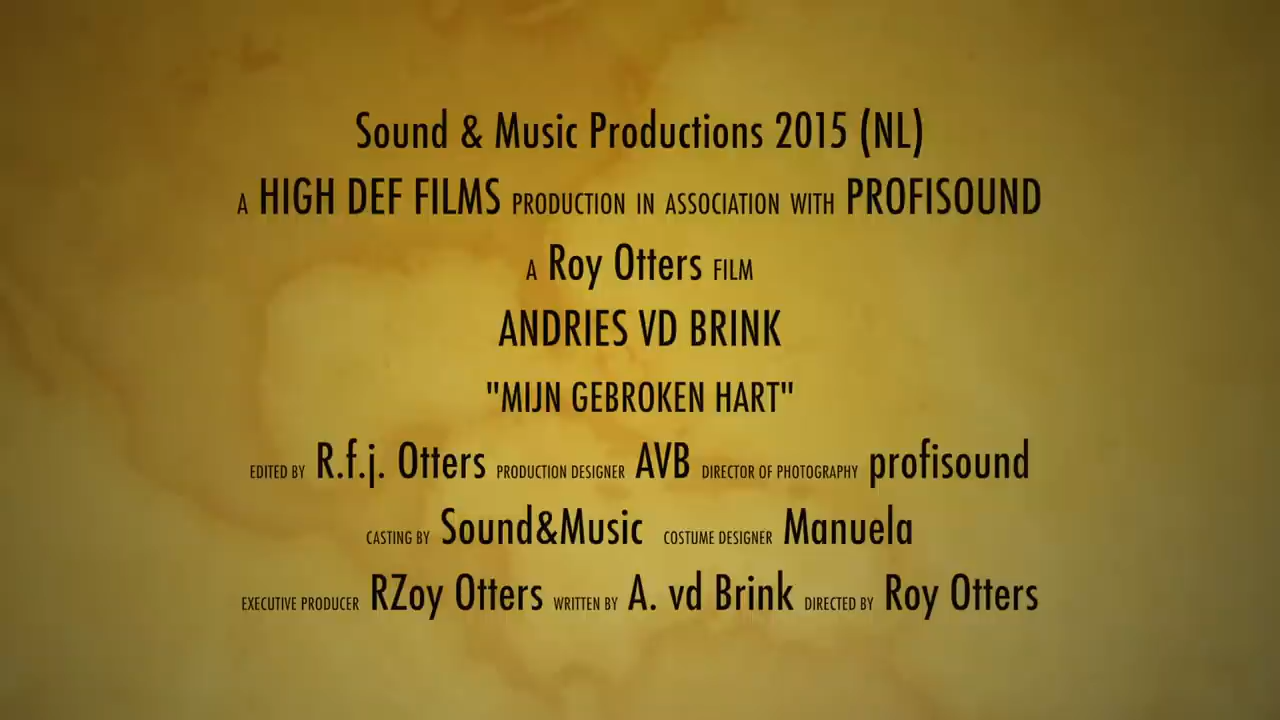 Sound & Music Productions 2015 (NL)
A HIGH DEF FILMS PRODUCTION IN ASSOCIATION WITH PROFISOUND
A Roy Otters FILM
ANDRIES VD BRINK
"MIJN GEBROKEN HART"
EDITED BY R.f.j. Otters PRODUCTION DESIGNER AVB DIRECTOR OF PHOTOGRAPHY profisound
CASTING BY Sound&Music COSTUME DESIGNER Manuela
EXECUTIVE PRODUCER RZoy Otters WRITTEN BY A. vd Brink DIRECTED BY Roy Otters